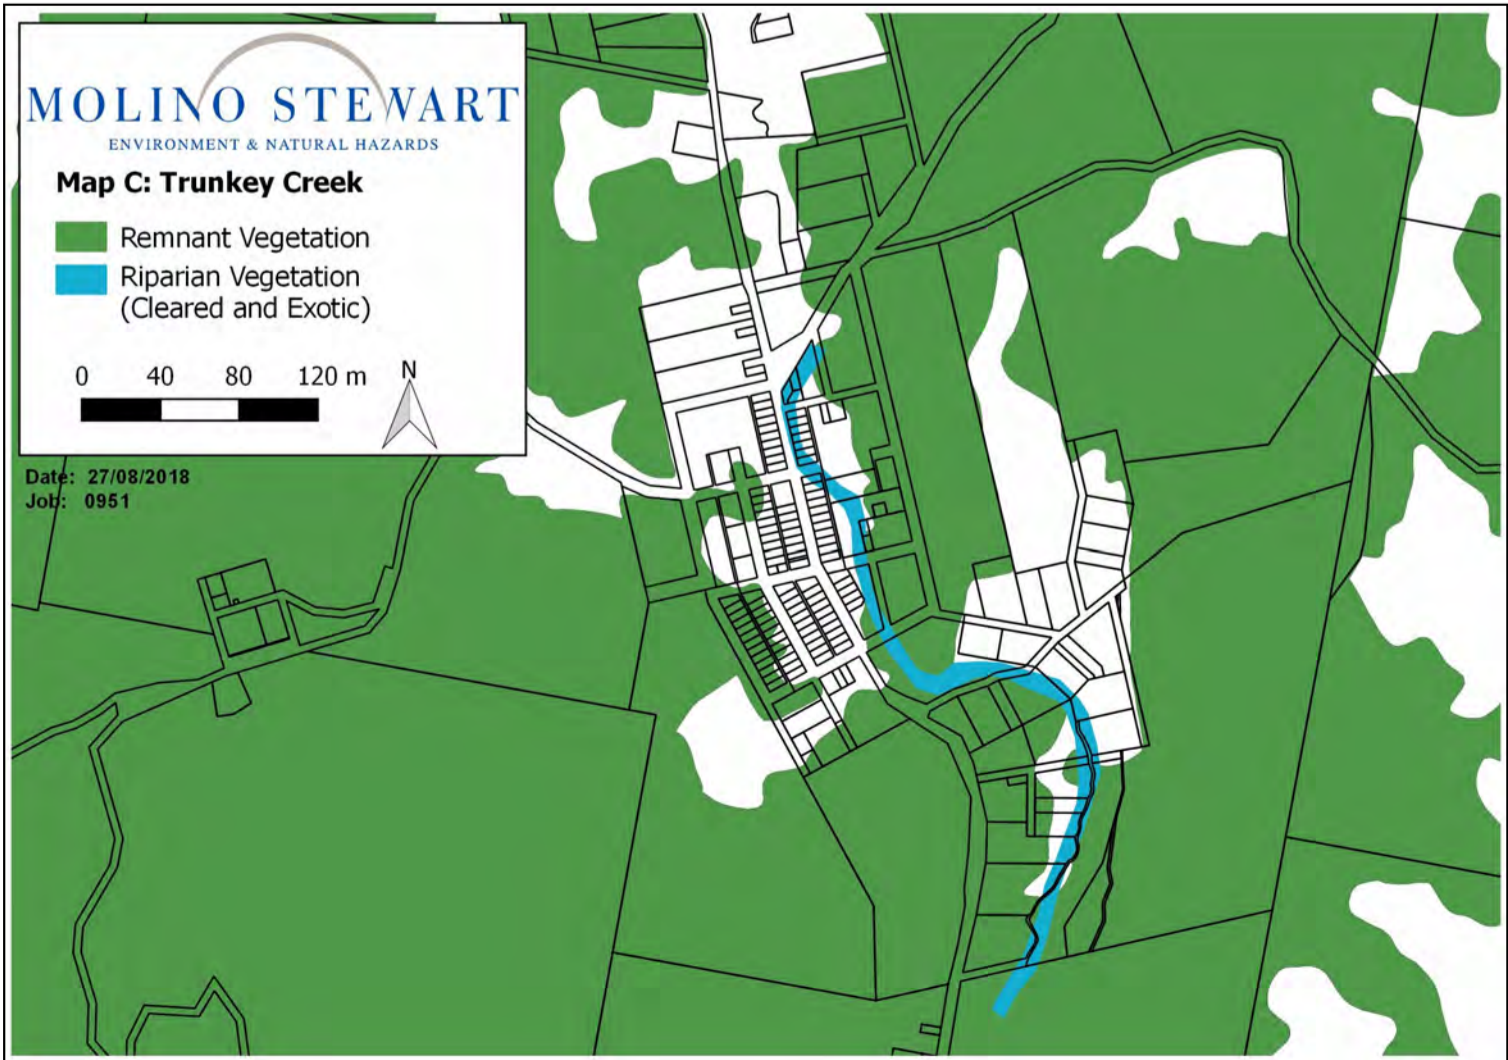 MOLINO STEWART
ENVIRONMENT & NATURAL HAZARDS
Map C: Trunkey Creek
Remnant Vegetation
Riparian Vegetation
(Cleared and Exotic)
0 40 80 120 m
N
Date: 27/08/2018
Job: 0951